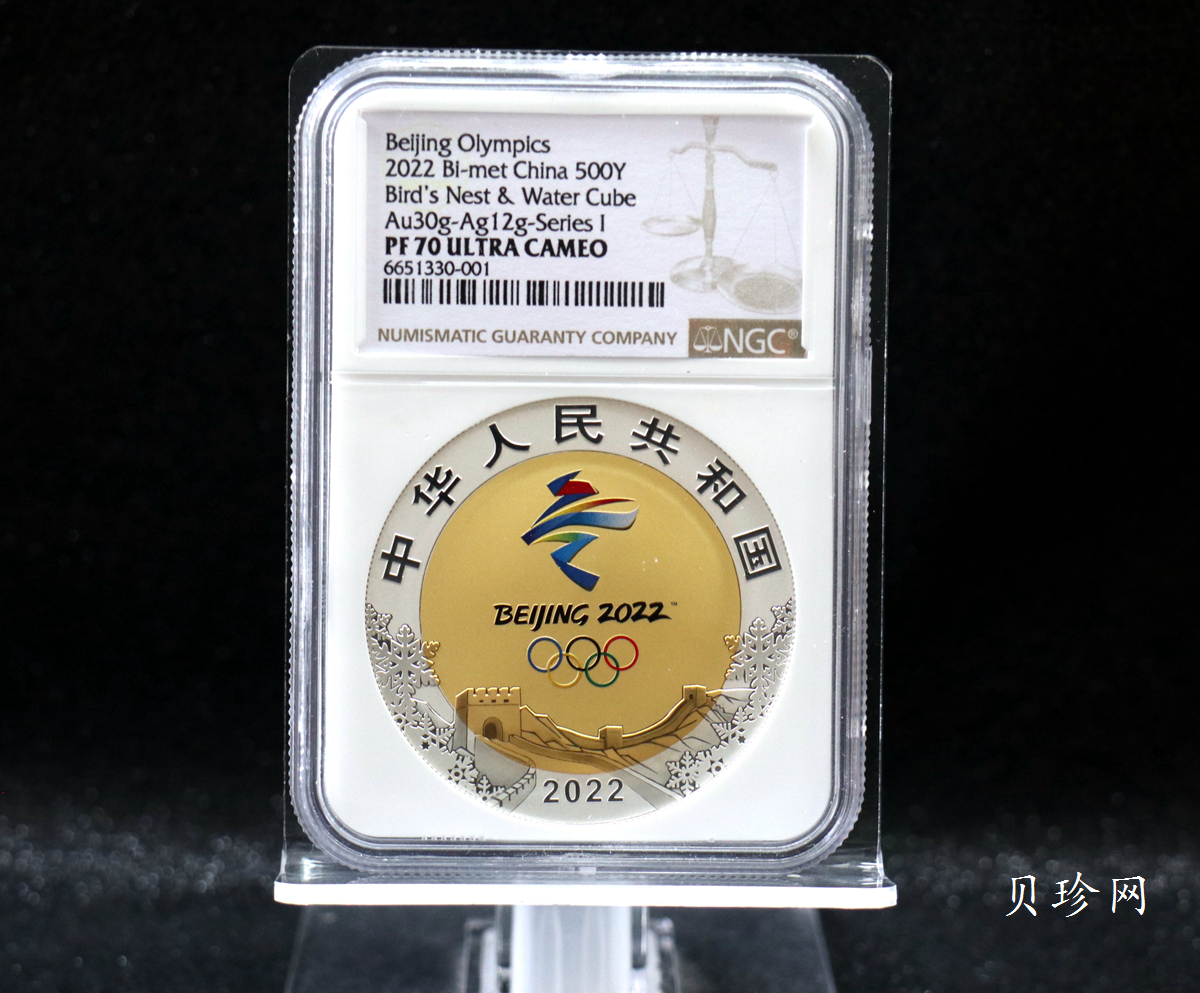 Beijing Olympics
2022 Bi-met China 500Y
Bird's Nest & Water Cube
Au30g-Ag12g-Series I
PF 70 ULTRA CAMEO
6651330-001
NUMISMATIC GUARANTY COMPANY
NGC®
中华人民共和国
BEIJING 2022™
2022
贝珍网